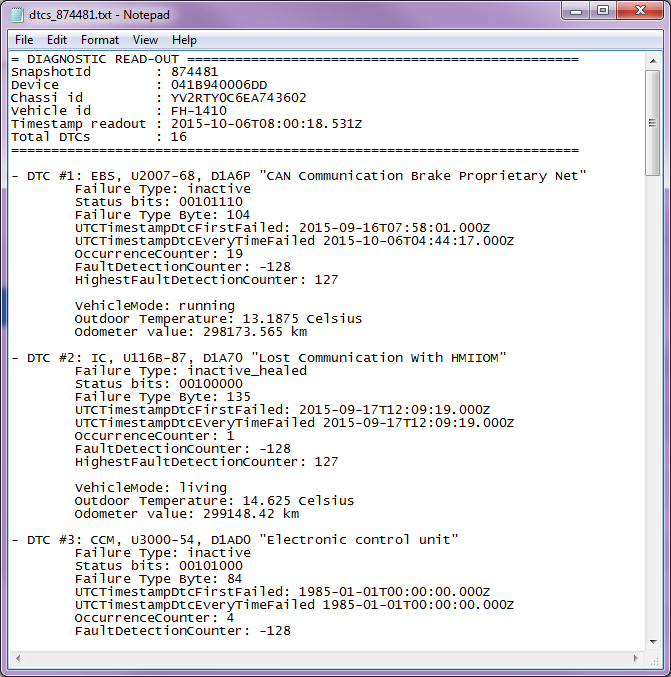 dtcs_874481.txt - Notepad
File Edit Format View Help
= DIAGNOSTIC READ-OUT =================================================
SnapshotId        : 874481
Device            : 041B940006DD
Chassi id         : YV2RTY0C6EA743602
Vehicle id        : FH-1410
Timestamp readout : 2015-10-06T08:00:18.531Z
Total DTCs        : 16
=======================================================================
- DTC #1: EBS, U2007-68, D1A6P "CAN Communication Brake Proprietary Net"
Failure Type: inactive
Status bits: 00101110
Failure Type Byte: 104
UTCTimestampDtcFirstFailed: 2015-09-16T07:58:01.000Z
UTCTimestampDtcEveryTimeFailed 2015-10-06T04:44:17.000Z
OccurrenceCounter: 19
FaultDetectionCounter: -128
HighestFaultDetectionCounter: 127
VehicleMode: running
Outdoor Temperature: 13.1875 Celsius
Odometer value: 298173.565 km
- DTC #2: IC, U116B-87, D1A70 "Lost Communication With HMIIOM"
Failure Type: inactive_healed
Status bits: 00100000
Failure Type Byte: 135
UTCTimestampDtcFirstFailed: 2015-09-17T12:09:19.000Z
UTCTimestampDtcEveryTimeFailed 2015-09-17T12:09:19.000Z
OccurrenceCounter: 1
FaultDetectionCounter: -128
HighestFaultDetectionCounter: 127
VehicleMode: living
Outdoor Temperature: 14.625 Celsius
Odometer value: 299148.42 km
- DTC #3: CCM, U3000-54, D1AD0 "Electronic control unit"
Failure Type: inactive
Status bits: 00101000
Failure Type Byte: 84
UTCTimestampDtcFirstFailed: 1985-01-01T00:00:00.000Z
UTCTimestampDtcEveryTimeFailed 1985-01-01T00:00:00.000Z
OccurrenceCounter: 4
FaultDetectionCounter: -128